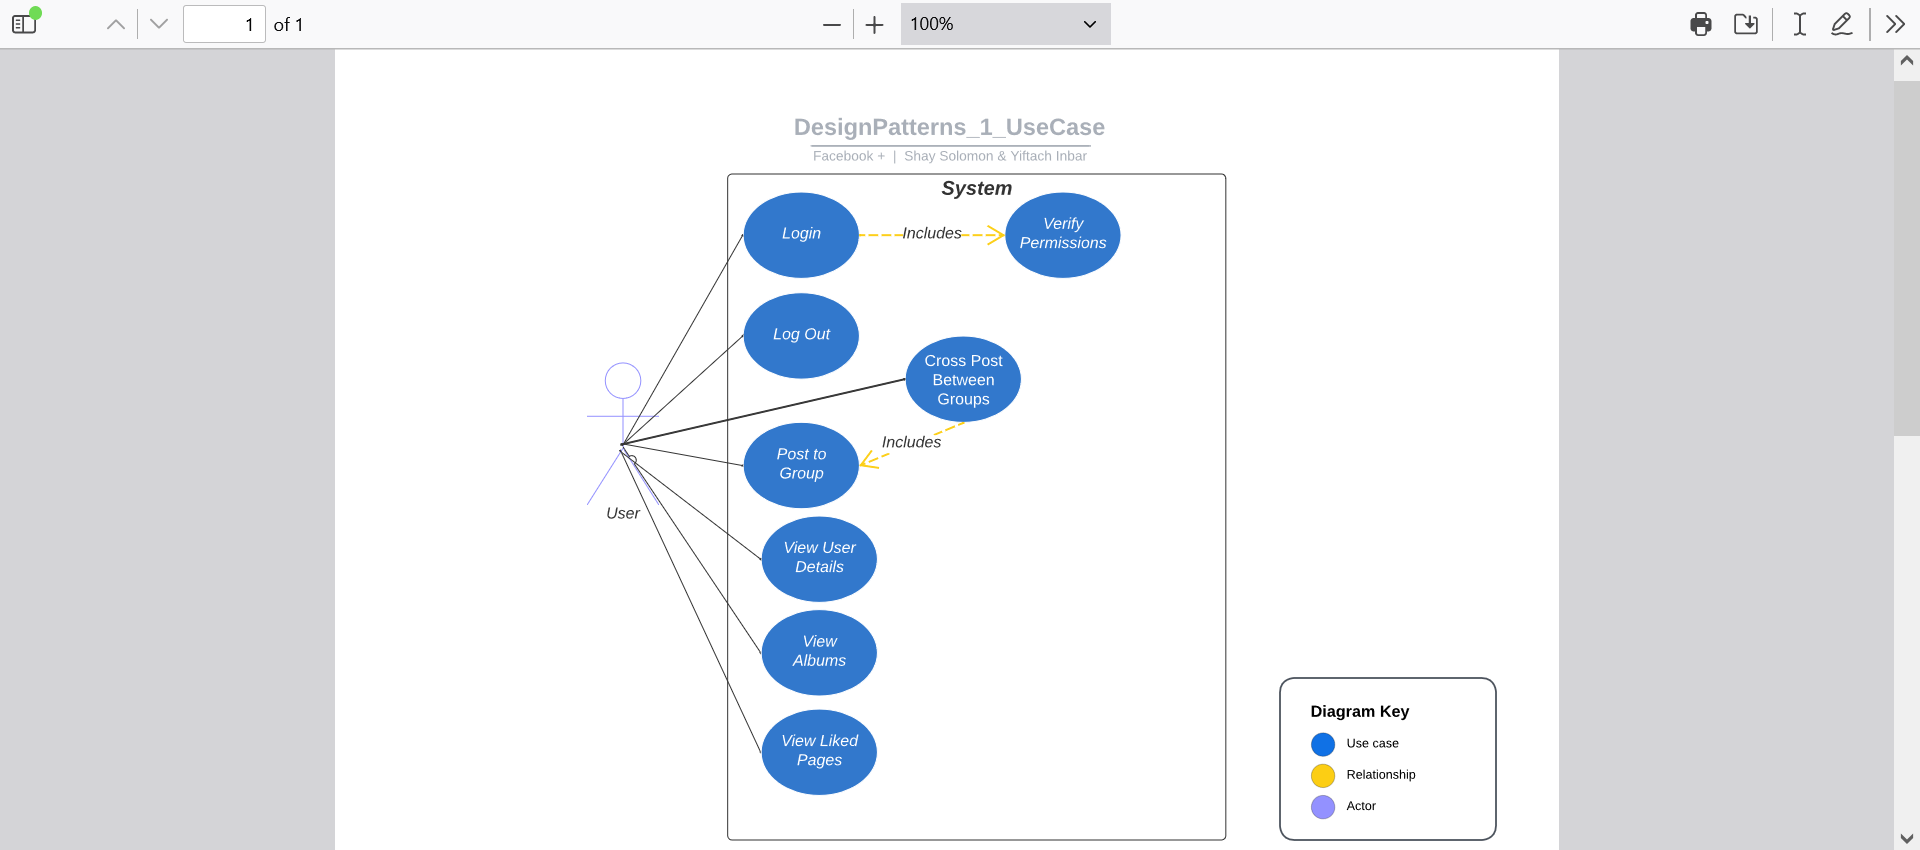 1 of 1
100%
DesignPatterns_1_UseCase
Facebook + | Shay Solomon & Yiftach Inbar
System
Login
Includes
Verify
Permissions
Log Out
Cross Post
Between
Groups
Includes
Post to
Group
User
View User
Details
View
Albums
View Liked
Pages
Diagram Key
Use case
Relationship
Actor